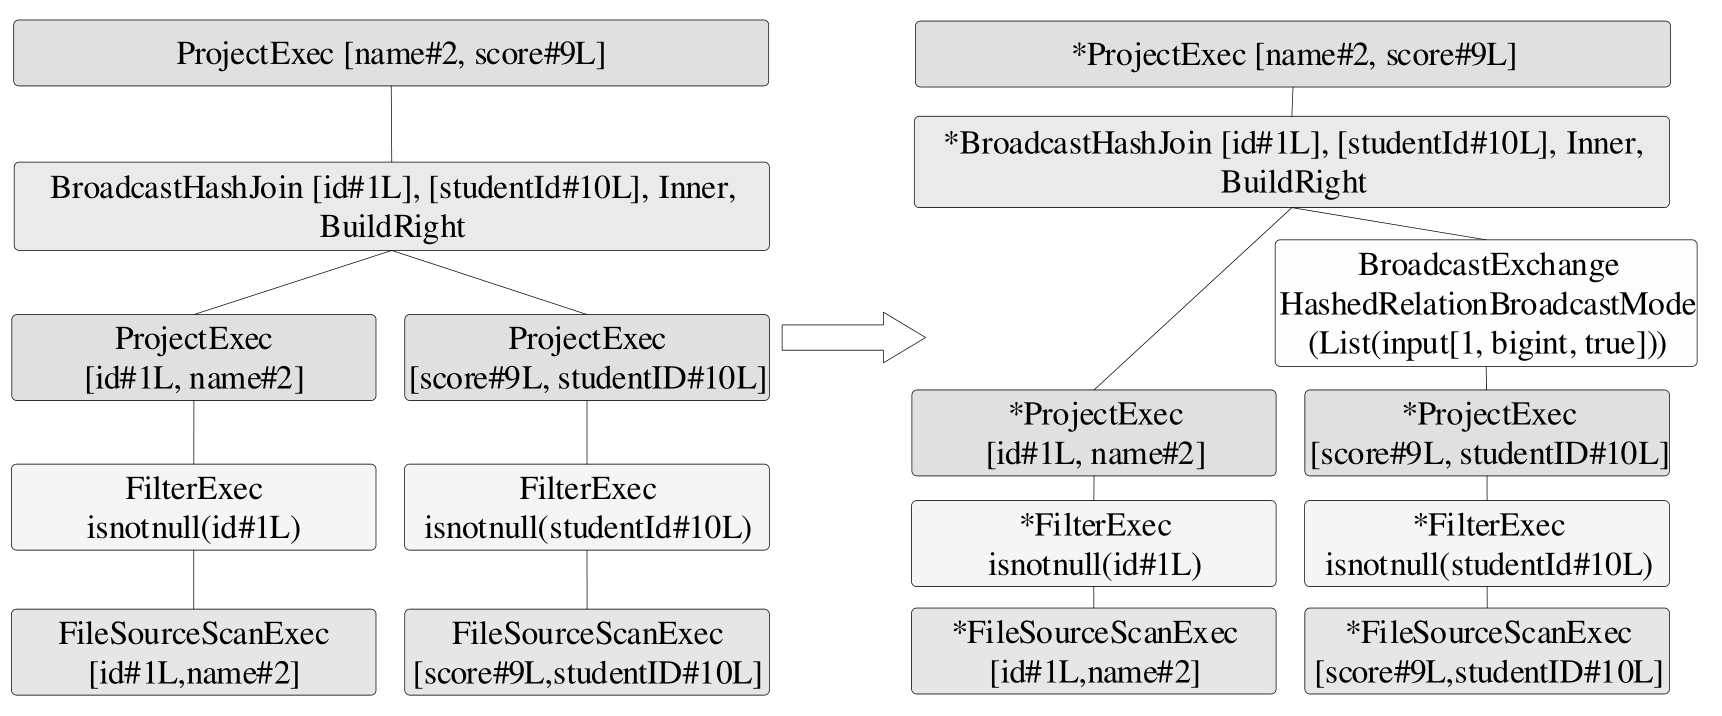 ProjectExec [name#2, score#9L]
BroadcastHashJoin [id#1L], [studentId#10L], Inner,
BuildRight
ProjectExec
[id#1L, name#2]
ProjectExec
[score#9L, studentID#10L]
FilterExec
isnotnull(id#1L)
FilterExec
isnotnull(studentId#10L)
FileSourceScanExec
[id#1L,name#2]
FileSourceScanExec
[score#9L,studentID#10L]
*ProjectExec [name#2, score#9L]
*BroadcastHashJoin [id#1L], [studentId#10L], Inner,
BuildRight
BroadcastExchange
HashedRelationBroadcastMode
(List(input[1, bigint, true]))
*ProjectExec
[id#1L, name#2]
*ProjectExec
[score#9L, studentID#10L]
*FilterExec
isnotnull(id#1L)
*FilterExec
isnotnull(studentId#10L)
*FileSourceScanExec
[id#1L,name#2]
*FileSourceScanExec
[score#9L,studentID#10L]